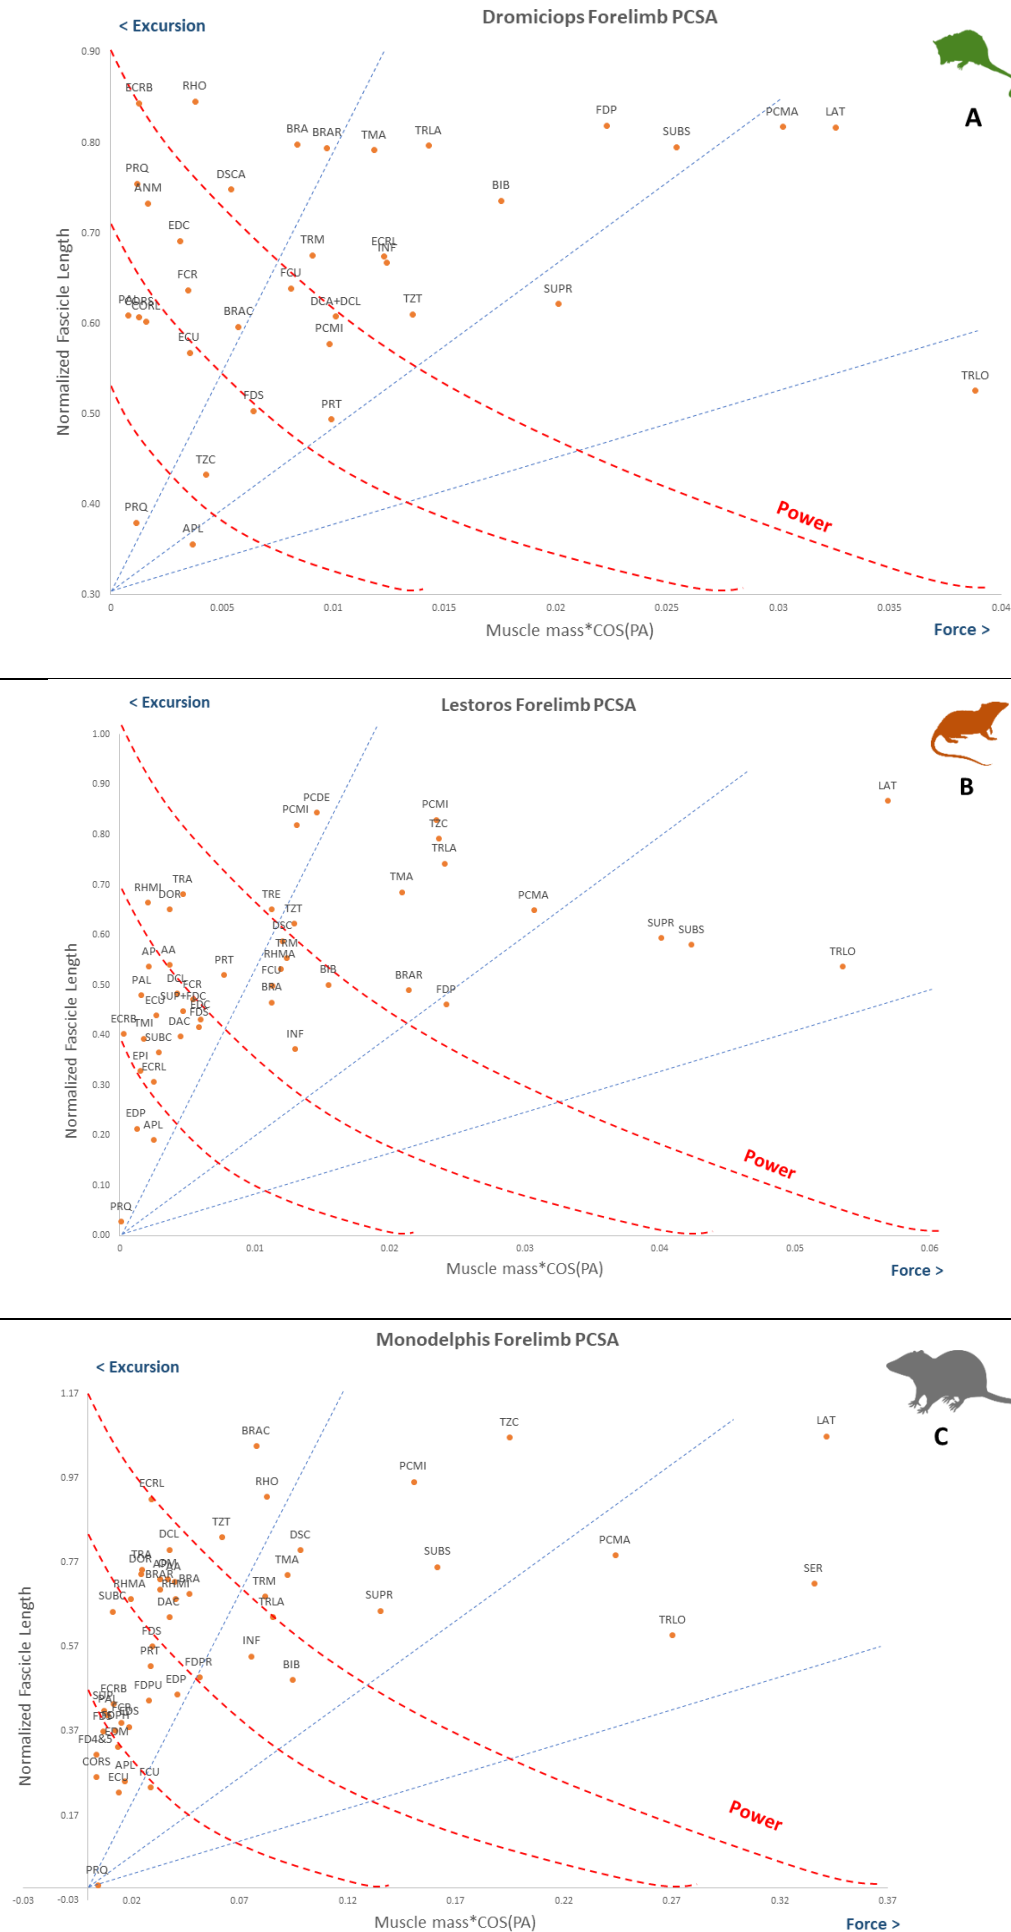 Dromiciops Forelimb PCSA
< Excursion
0.90
ECRB RHO
FDP PCMA LAT
A
0.80
BRA BRAR TMA TRLA SUBS
PRQ ANM DSCA BIB
0.70
EDC TRM ECRL INF
FCR FCU
PAL CORS CORL BRAC DCA+DCL TZT SUPR
0.60
ECU PCMI
TRLO
0.50
FDS PRT
TZC
0.40
PRQ APL
Power
0.30
Normalized Fascicle Length
0 0.005 0.01 0.015 0.02 0.025 0.03 0.035 0.04
Muscle mass*COS(PA)
Force >
< Excursion
Lestoros Forelimb PCSA
1.00
B
0.90
PCMI PCDE PCMI LAT
0.80
TZC
TRLA
0.70
RHMI DOR TRA TRE TZT TMA PCMA
0.60
DSC SUPR SUBS
AP AA PRT TRM RHMA TRLO
0.50
PAL DCL FCR FCU BRA BIB BRAR FDP
ECU SUP+FDC EDC FDS
0.40
ECRB TMI DAC INF
SUBC
EPI ECRL
0.30
0.20
EDP APL
Power
0.10
PRQ
0.00
Normalized Fascicle Length
0 0.01 0.02 0.03 0.04 0.05 0.06
Muscle mass*COS(PA)
Force >
Monodelphis Forelimb PCSA
< Excursion
1.17
BRAC TZC LAT
C
0.97
ECRL RHO PCMI
TZT
0.77
DCL DSC SUBS PCMA
TRA DOR AA TMA SER
BRAR BRA
RHMA RHMI TRM
SUBC DAC TRLA SUPR TRLO
0.57
FDS INF
PRT FDPR BIB
FDPU EDP
ECRB
PAL
0.37
FD4&5
CORS APL
ECU FCU
0.17
Power
PRQ
-0.03
Normalized Fascicle Length
-0.03 0.02 0.07 0.12 0.17 0.22 0.27 0.32 0.37
Muscle mass*COS(PA)
Force >